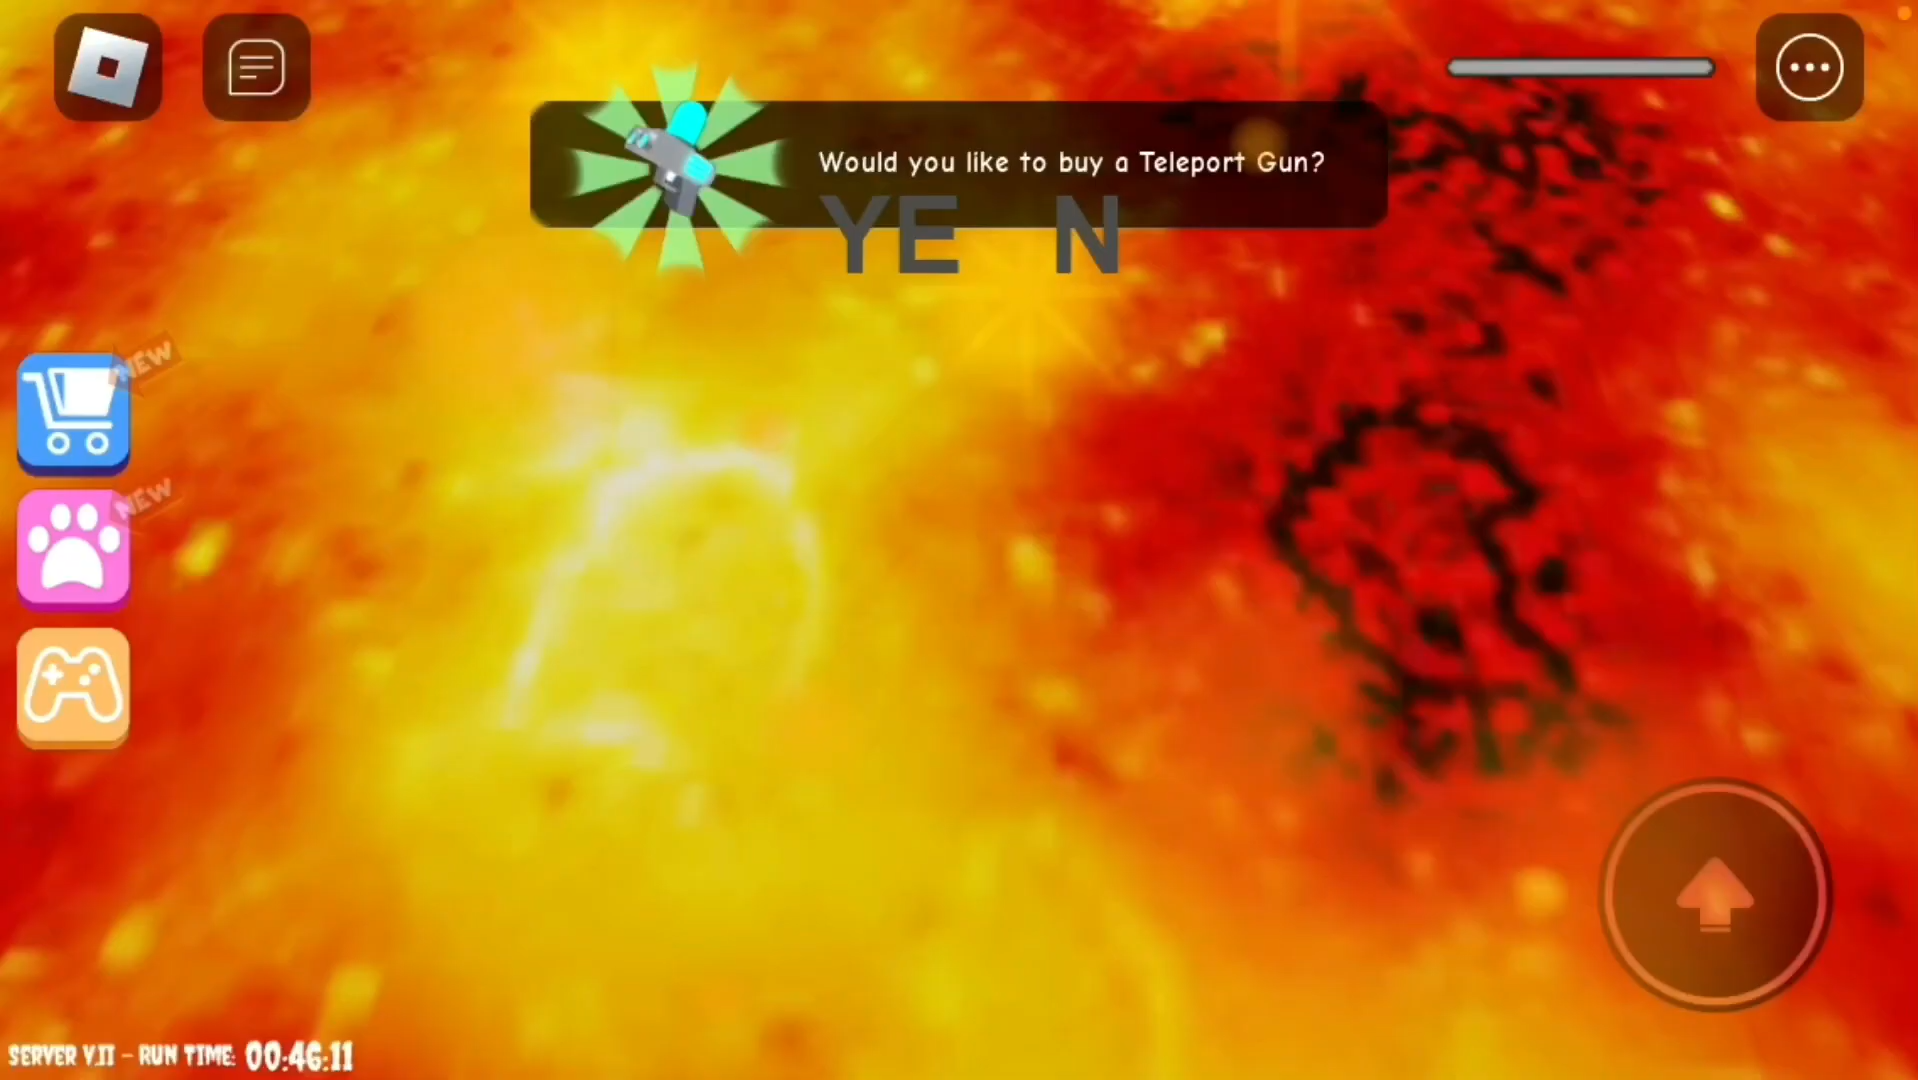 Would you like to buy a Teleport Gun?
YE N
NEW
NEW
SERVER V.II - RUN TIME: 00:46:11